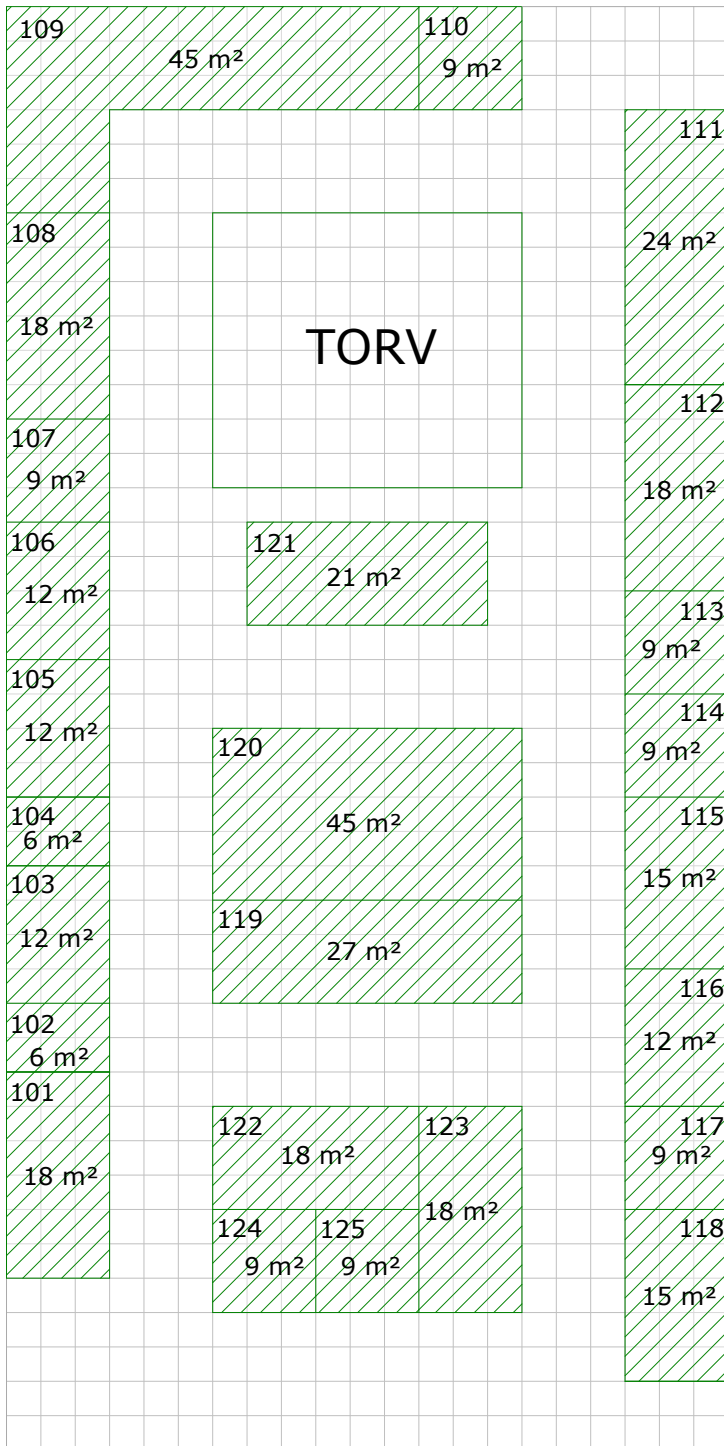 109
45 m²
110
9 m²
111
24 m²
108
18 m²
TORV
112
18 m²
107
9 m²
106
12 m²
121
21 m²
113
9 m²
105
12 m²
114
9 m²
120
45 m²
104
6 m²
115
15 m²
103
12 m²
119
27 m²
116
12 m²
102
6 m²
101
18 m²
122
18 m²
123
18 m²
117
9 m²
124
9 m²
125
9 m²
118
15 m²